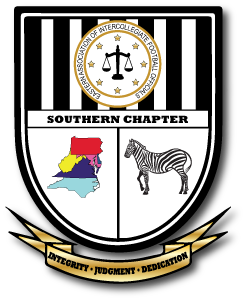 EASTERN ASSOCIATION OF INTERCOLLEGIATE FOOTBALL OFFICIALS
SOUTHERN CHAPTER
INTEGRITY • JUDGMENT • DEDICATION